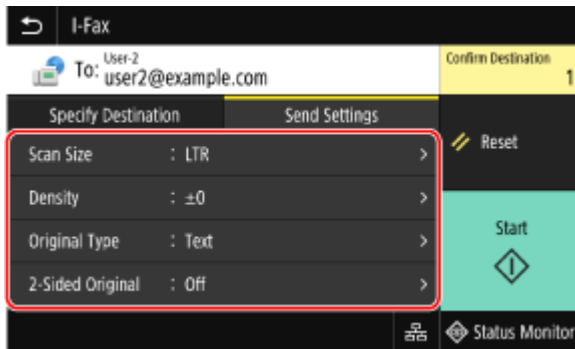 I-Fax
To: User-2
user2@example.com
Confirm Destination
1
Specify Destination
Send Settings
Scan Size : LTR
Density : ±0
Original Type : Text
2-Sided Original : Off
Reset
Start
Status Monitor